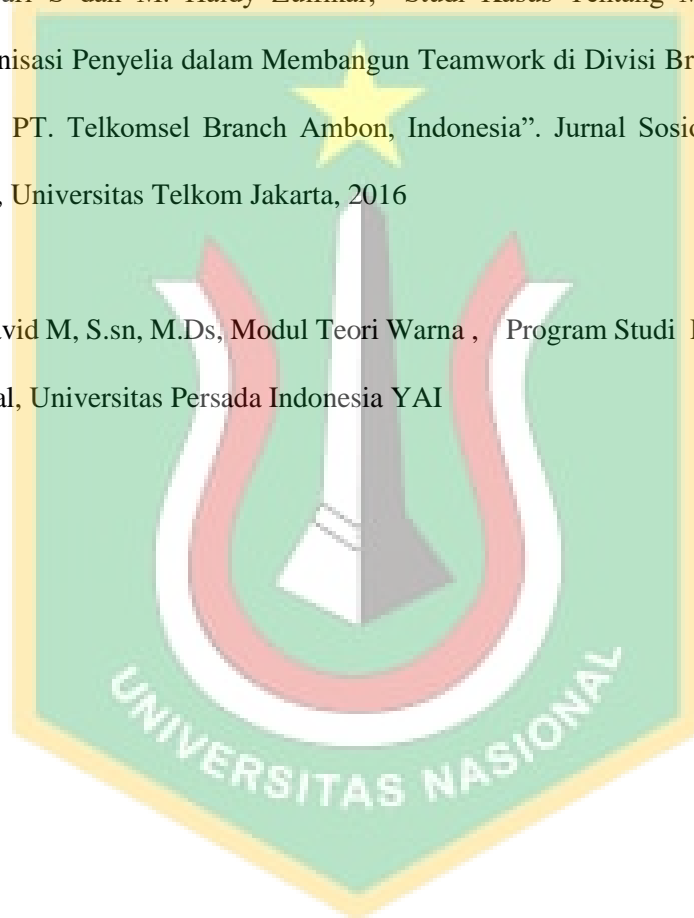 S dan M. Studi Kasus Tentang
nisasi Penyelia dalam Membangun Teamwork di Divisi Br
PT. Telkomsel Branch Ambon, Indonesia”. Jurnal Sosio
, Universitas Telkom Jakarta, 2016
vid M, S.sn, M.Ds, Modul Teori Warna , Program Studi
al, Universitas Persada Indonesia YAI
UNIVERSITAS NASIONAL